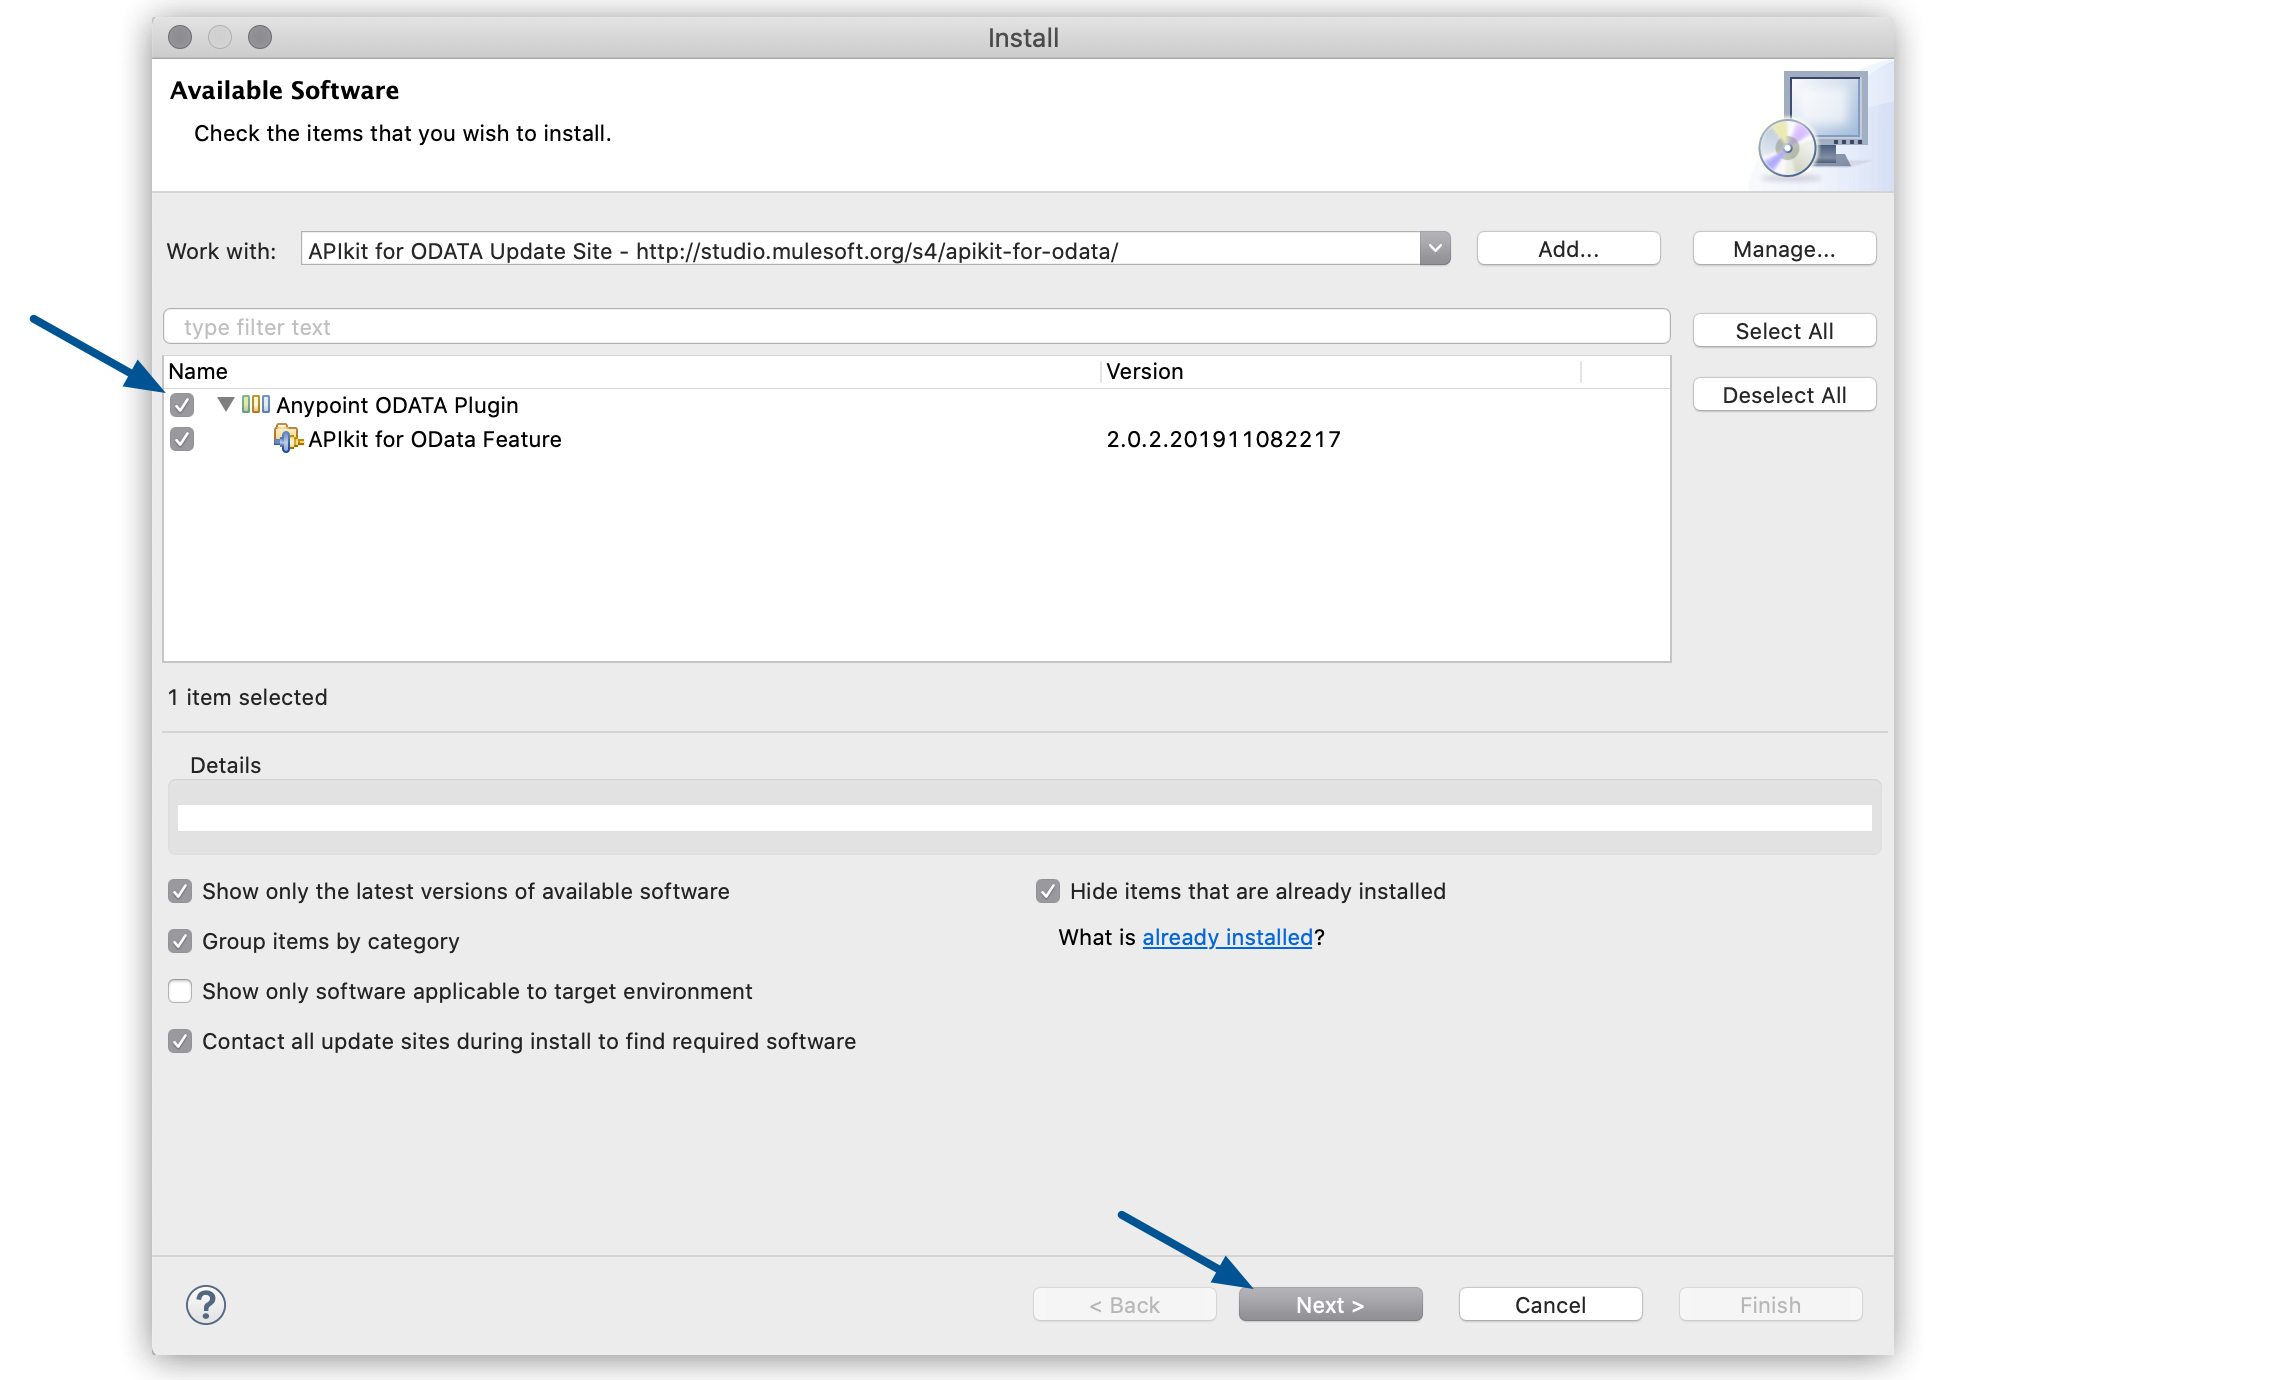 Install
Available Software
Check the items that you wish to install.
Work with: APIkit for ODATA Update Site - http://studio.mulesoft.org/s4/apikit-for-odata/ Add... Manage...
type filter text
Select All
Name Version
Deselect All
Anypoint ODATA Plugin
APIkit for OData Feature 2.0.2.201911082217
1 item selected
Details
Show only the latest versions of available software
Hide items that are already installed
Group items by category
What is already installed?
Show only software applicable to target environment
Contact all update sites during install to find required software
? < Back Next > Cancel Finish